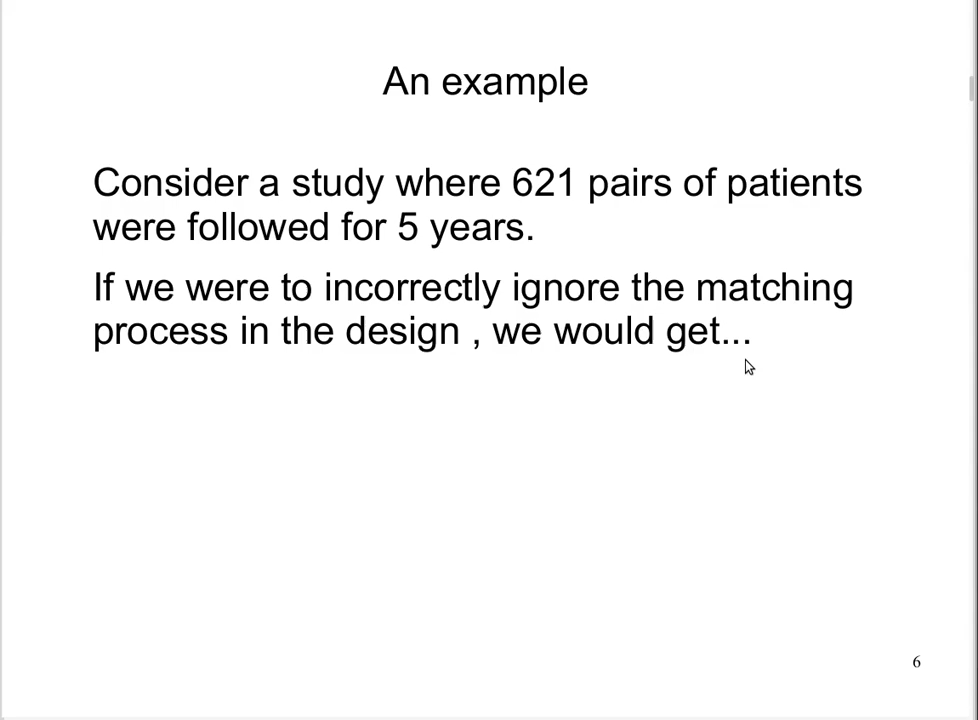 An example
Consider a study where 621 pairs of patients
were followed for 5 years.
If we were to incorrectly ignore the matching
process in the design , we would get...
6